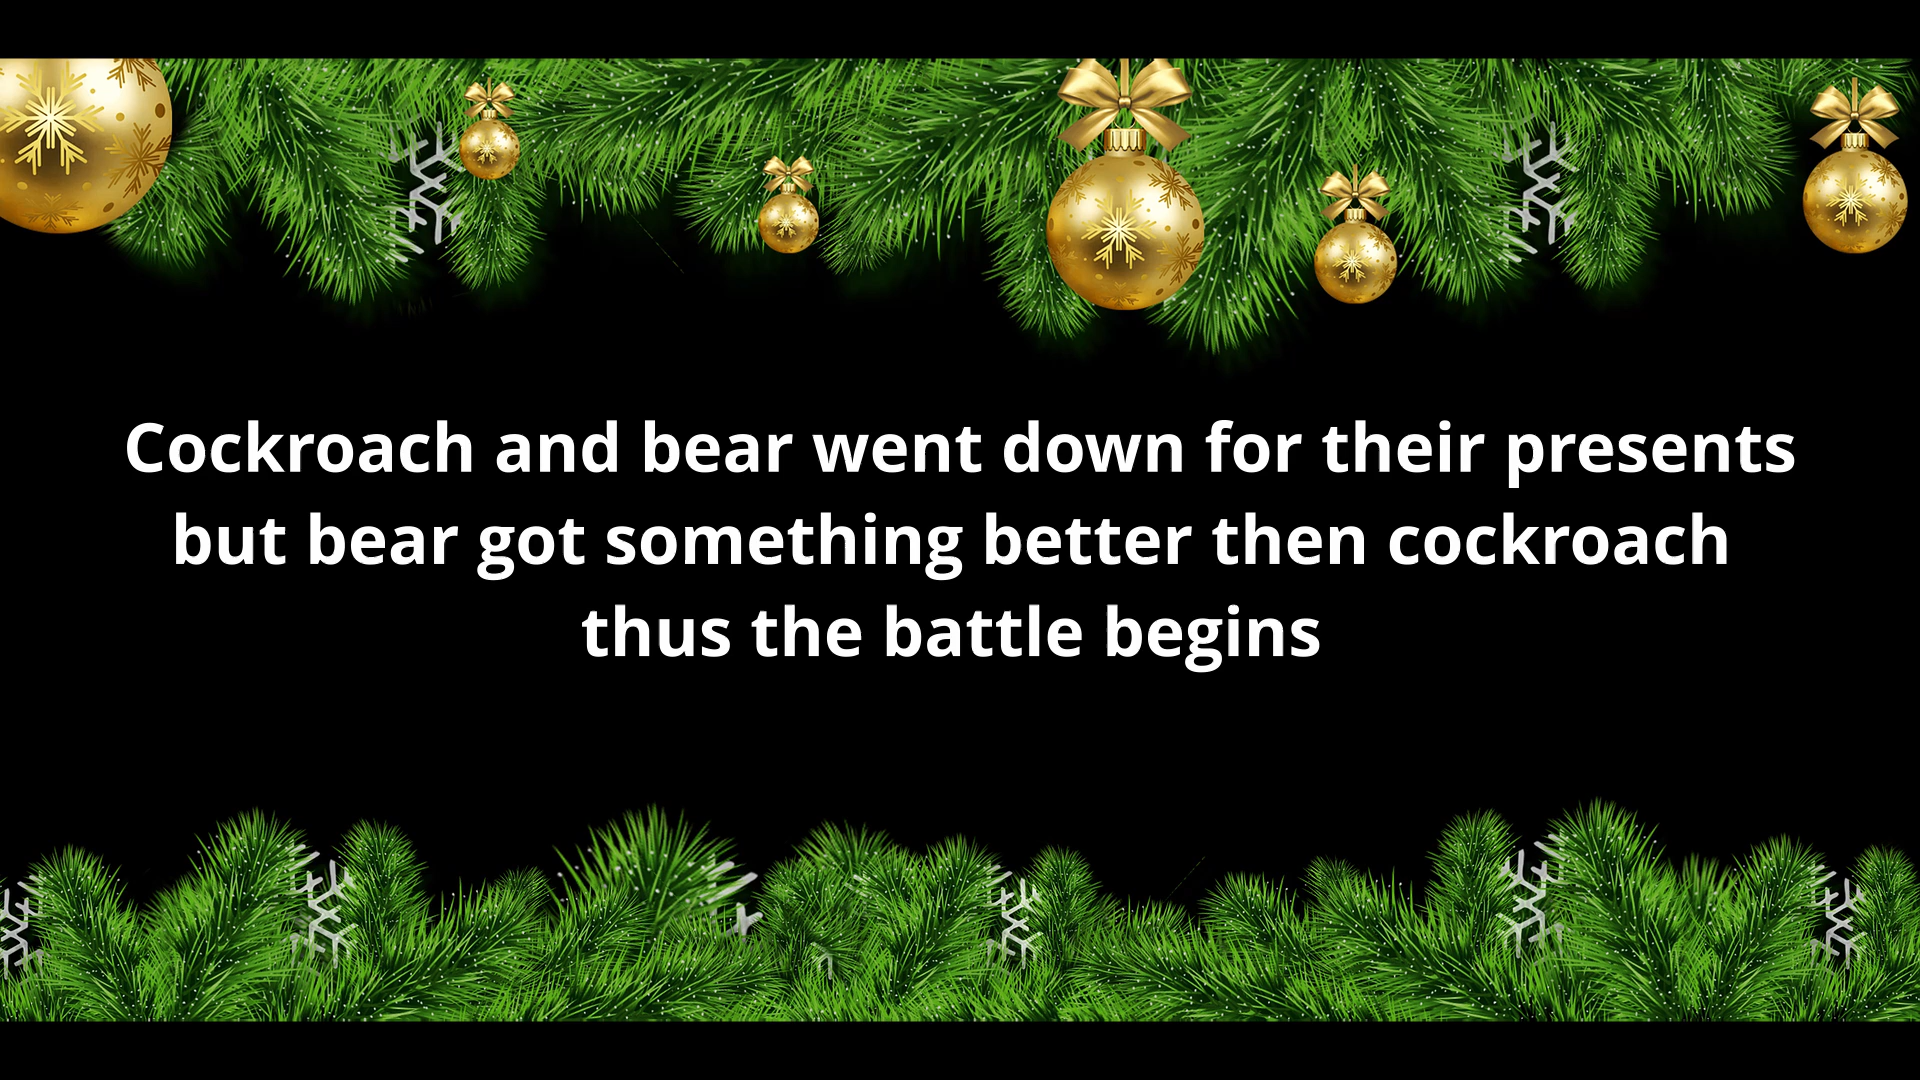 Cockroach and bear went down for their presents
but bear got something better then cockroach
thus the battle begins